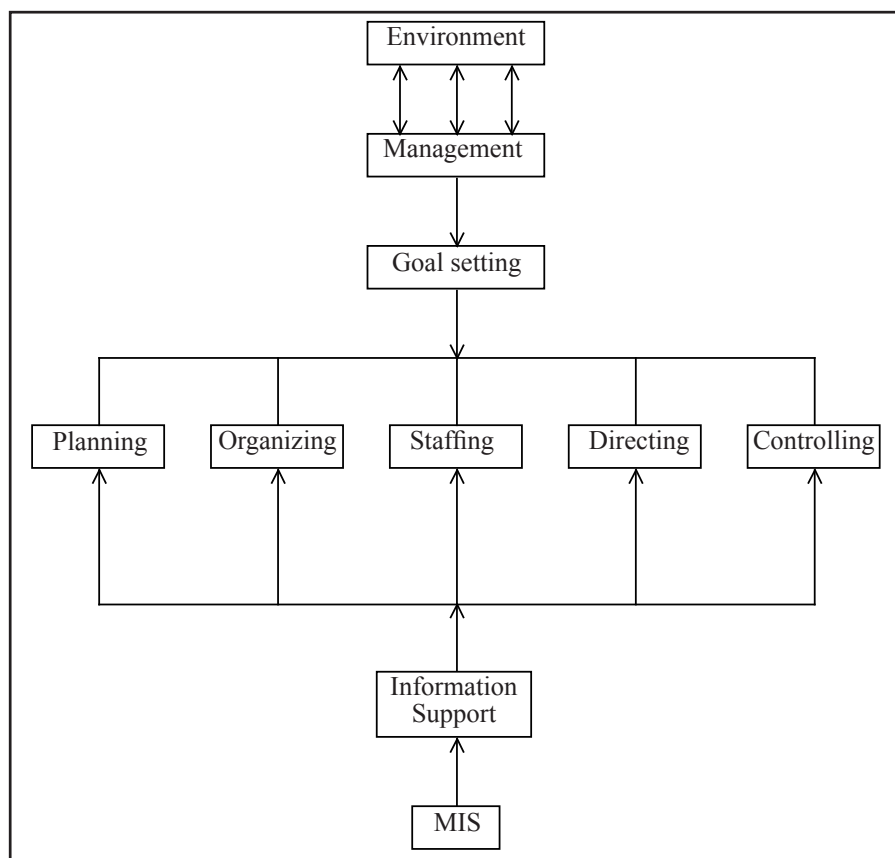 Environment
Management
Goal setting
Planning
Organizing
Staffing
Directing
Controlling
Information
Support
MIS